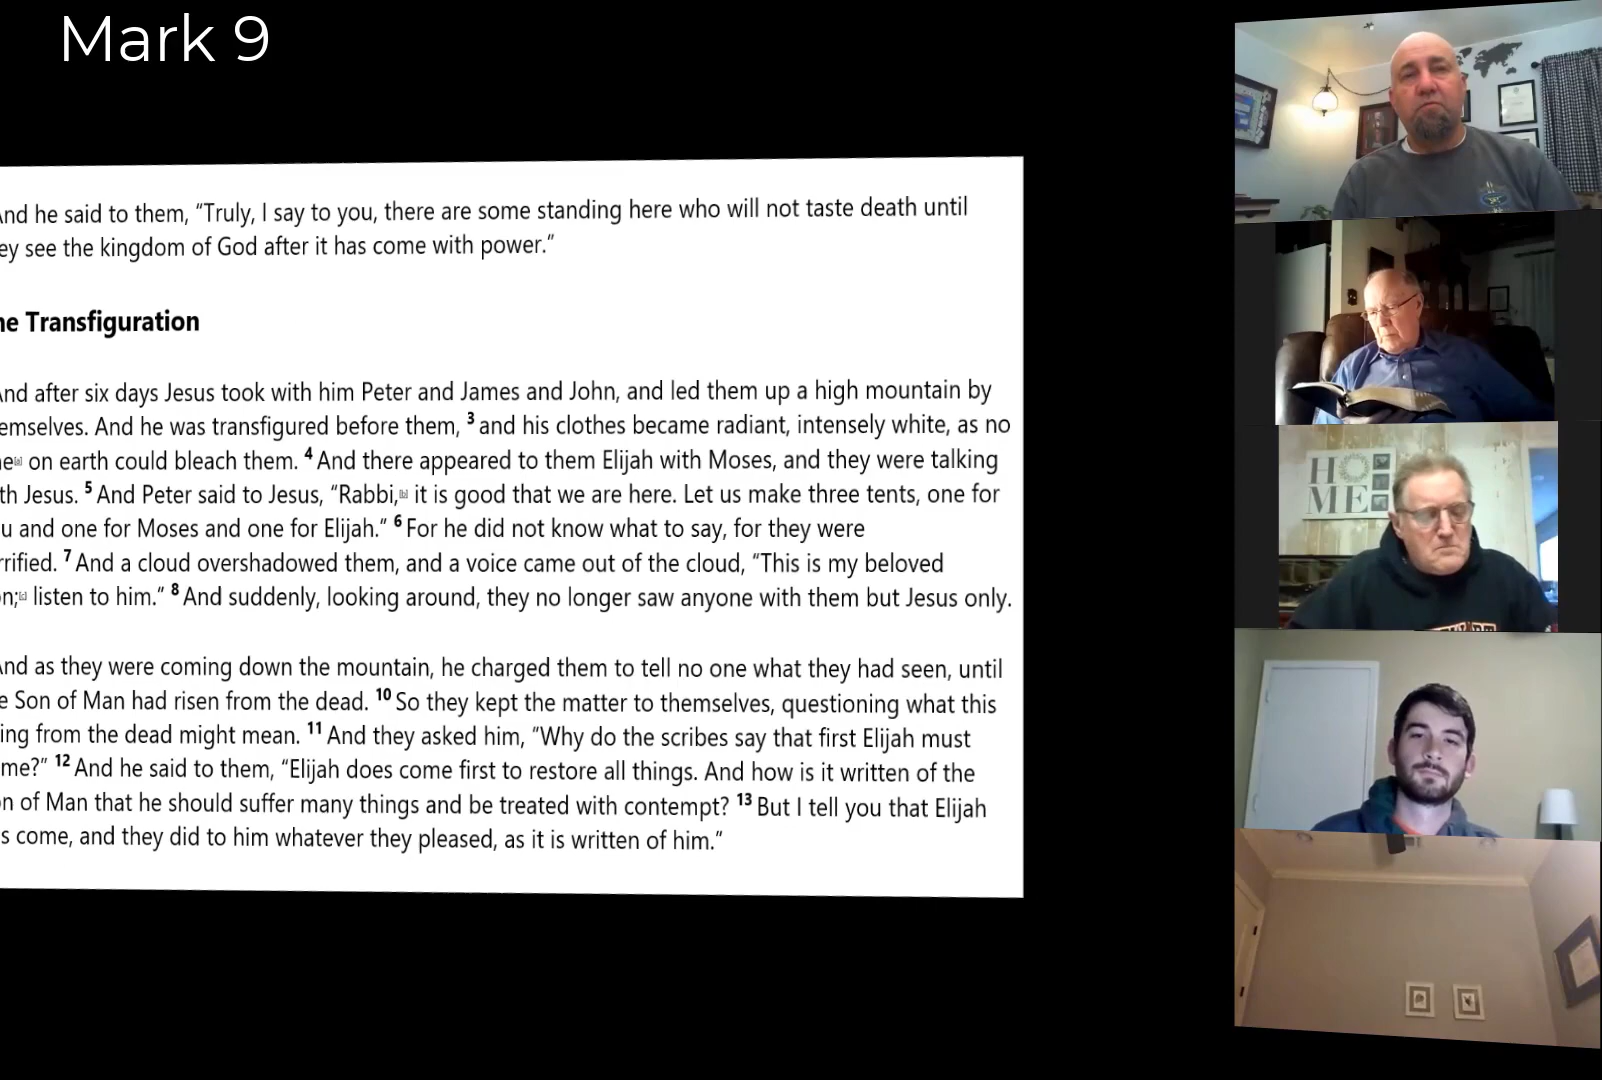 Mark 9
And he said to them, “Truly, I say to you, there are some standing here who will not taste death until
ey see the kingdom of God after it has come with power.”
he Transfiguration
And after six days Jesus took with him Peter and James and John, and led them up a high mountain by
emselves. And he was transfigured before them, 3 and his clothes became radiant, intensely white, as no
ne on earth could bleach them. 4 And there appeared to them Elijah with Moses, and they were talking
th Jesus. 5 And Peter said to Jesus, “Rabbi,[b] it is good that we are here. Let us make three tents, one for
u and one for Moses and one for Elijah.” 6 For he did not know what to say, for they were
rrified. 7 And a cloud overshadowed them, and a voice came out of the cloud, “This is my beloved
on;[c] listen to him.” 8 And suddenly, looking around, they no longer saw anyone with them but Jesus only.
And as they were coming down the mountain, he charged them to tell no one what they had seen, until
e Son of Man had risen from the dead. 10 So they kept the matter to themselves, questioning what this
ing from the dead might mean. 11 And they asked him, “Why do the scribes say that first Elijah must
me?” 12 And he said to them, “Elijah does come first to restore all things. And how is it written of the
on of Man that he should suffer many things and be treated with contempt? 13 But I tell you that Elijah
s come, and they did to him whatever they pleased, as it is written of him.”
HO
ME